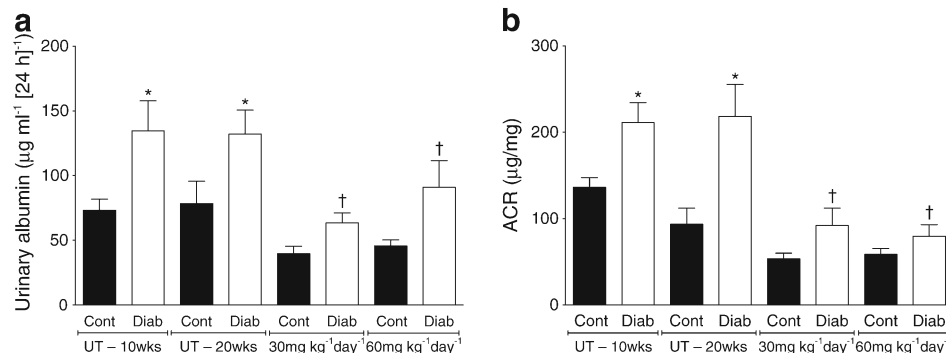 a
Urinary albumin (µg ml⁻¹ [24 h]⁻¹)
200
150
100
50
0
*
*
†
†
Cont Diab Cont Diab Cont Diab Cont Diab
UT – 10wks UT – 20wks 30mg kg⁻¹day⁻¹ 60mg kg⁻¹day⁻¹
b
ACR (µg/mg)
300
200
100
0
*
*
†
†
Cont Diab Cont Diab Cont Diab Cont Diab
UT – 10wks UT – 20wks 30mg kg⁻¹day⁻¹ 60mg kg⁻¹day⁻¹